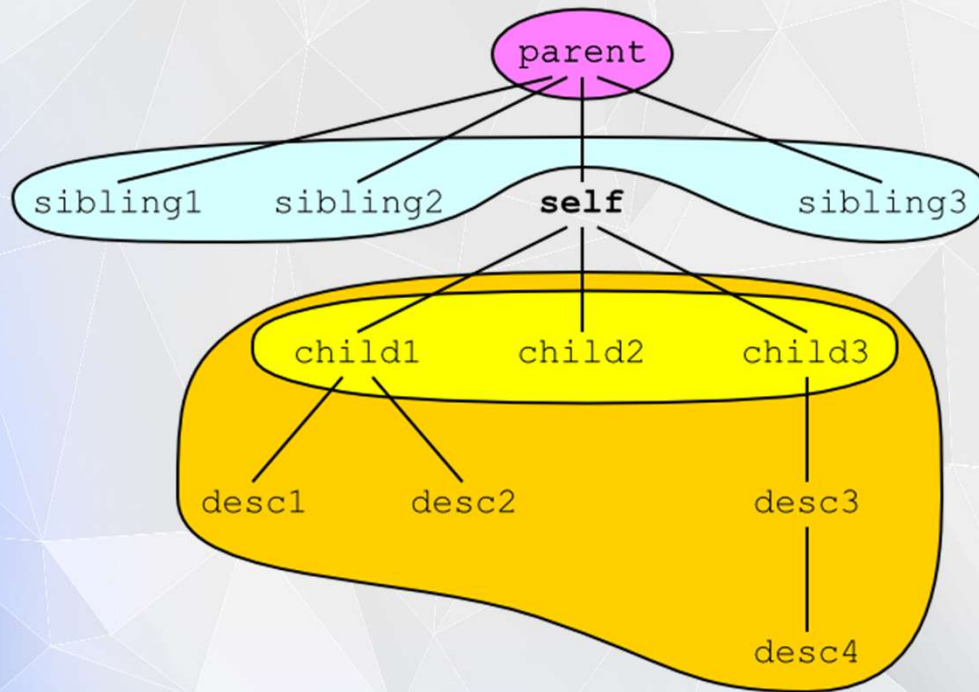 parent
sibling1 sibling2 self sibling3
child1 child2 child3
desc1 desc2 desc3
desc4